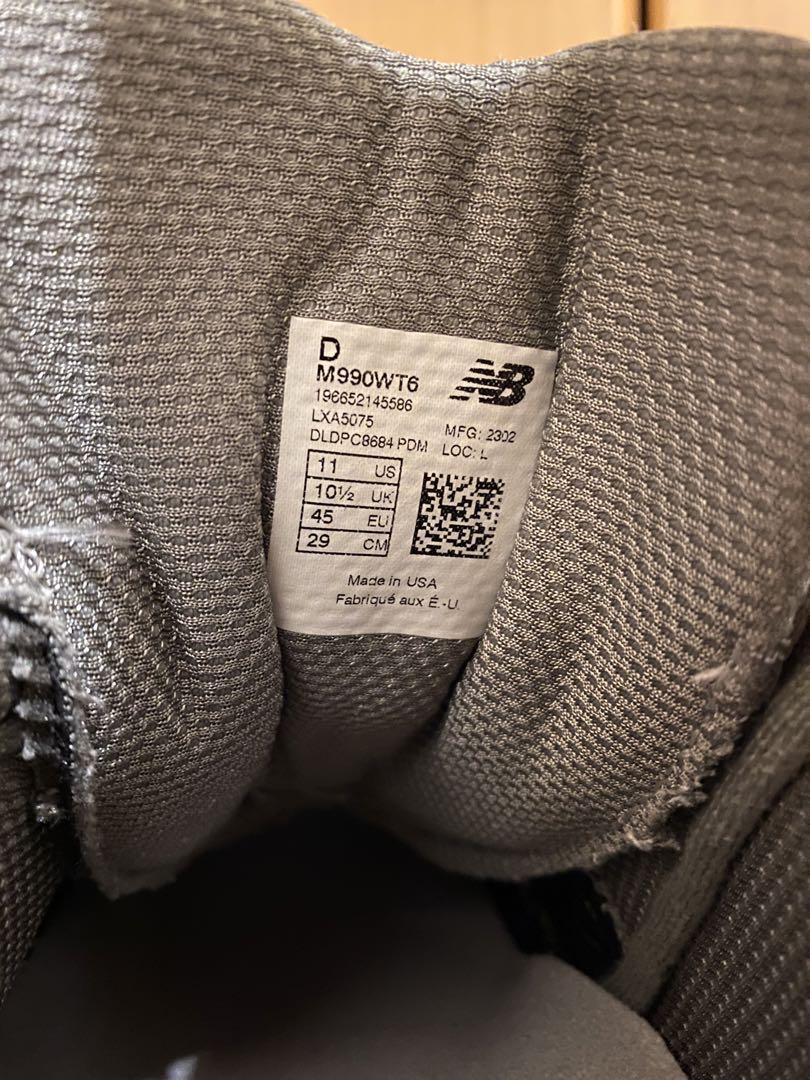 D
M990WT6
NB
196652145586
LXA5075
MFG: 2302
DLDPC8684 PDM
LOC: L
11 US
10½ UK
45 EU
29 CM
Made in USA
Fabriqué aux É.-U.